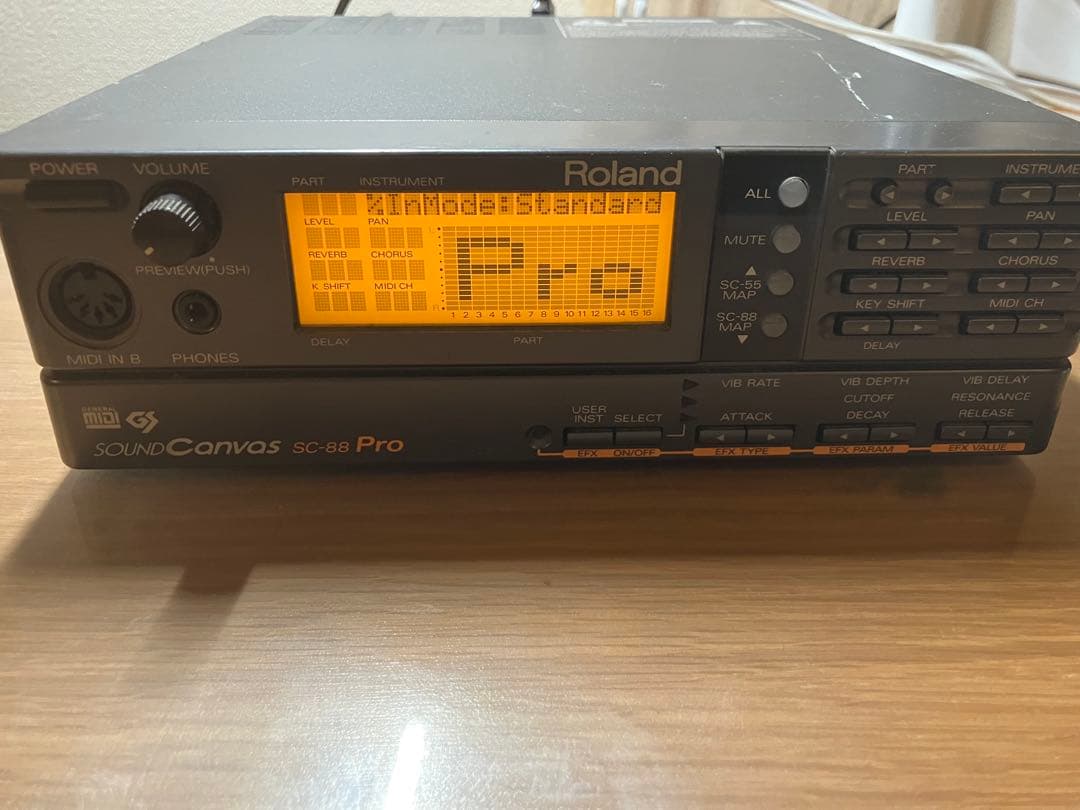 POWER
VOLUME
PREVIEW(PUSH)
MIDI IN B
PHONES
PART INSTRUMENT
Roland
InMode:Standard
LEVEL PAN
REVERB CHORUS
K SHIFT MIDI CH
Pro
1 2 3 4 5 6 7 8 9 10 11 12 13 14 15 16
DELAY
PART
ALL
MUTE
SC-55
MAP
SC-88
MAP
PART INSTRUME
LEVEL PAN
REVERB CHORUS
KEY SHIFT MIDI CH
DELAY
GENERAL
MIDI GS
SOUND Canvas SC-88 Pro
USER
INST SELECT
EFX ON/OFF
VIB RATE
ATTACK
EFX TYPE
VIB DEPTH
CUTOFF
DECAY
EFX PARAM
VIB DELAY
RESONANCE
RELEASE
EFX VALUE